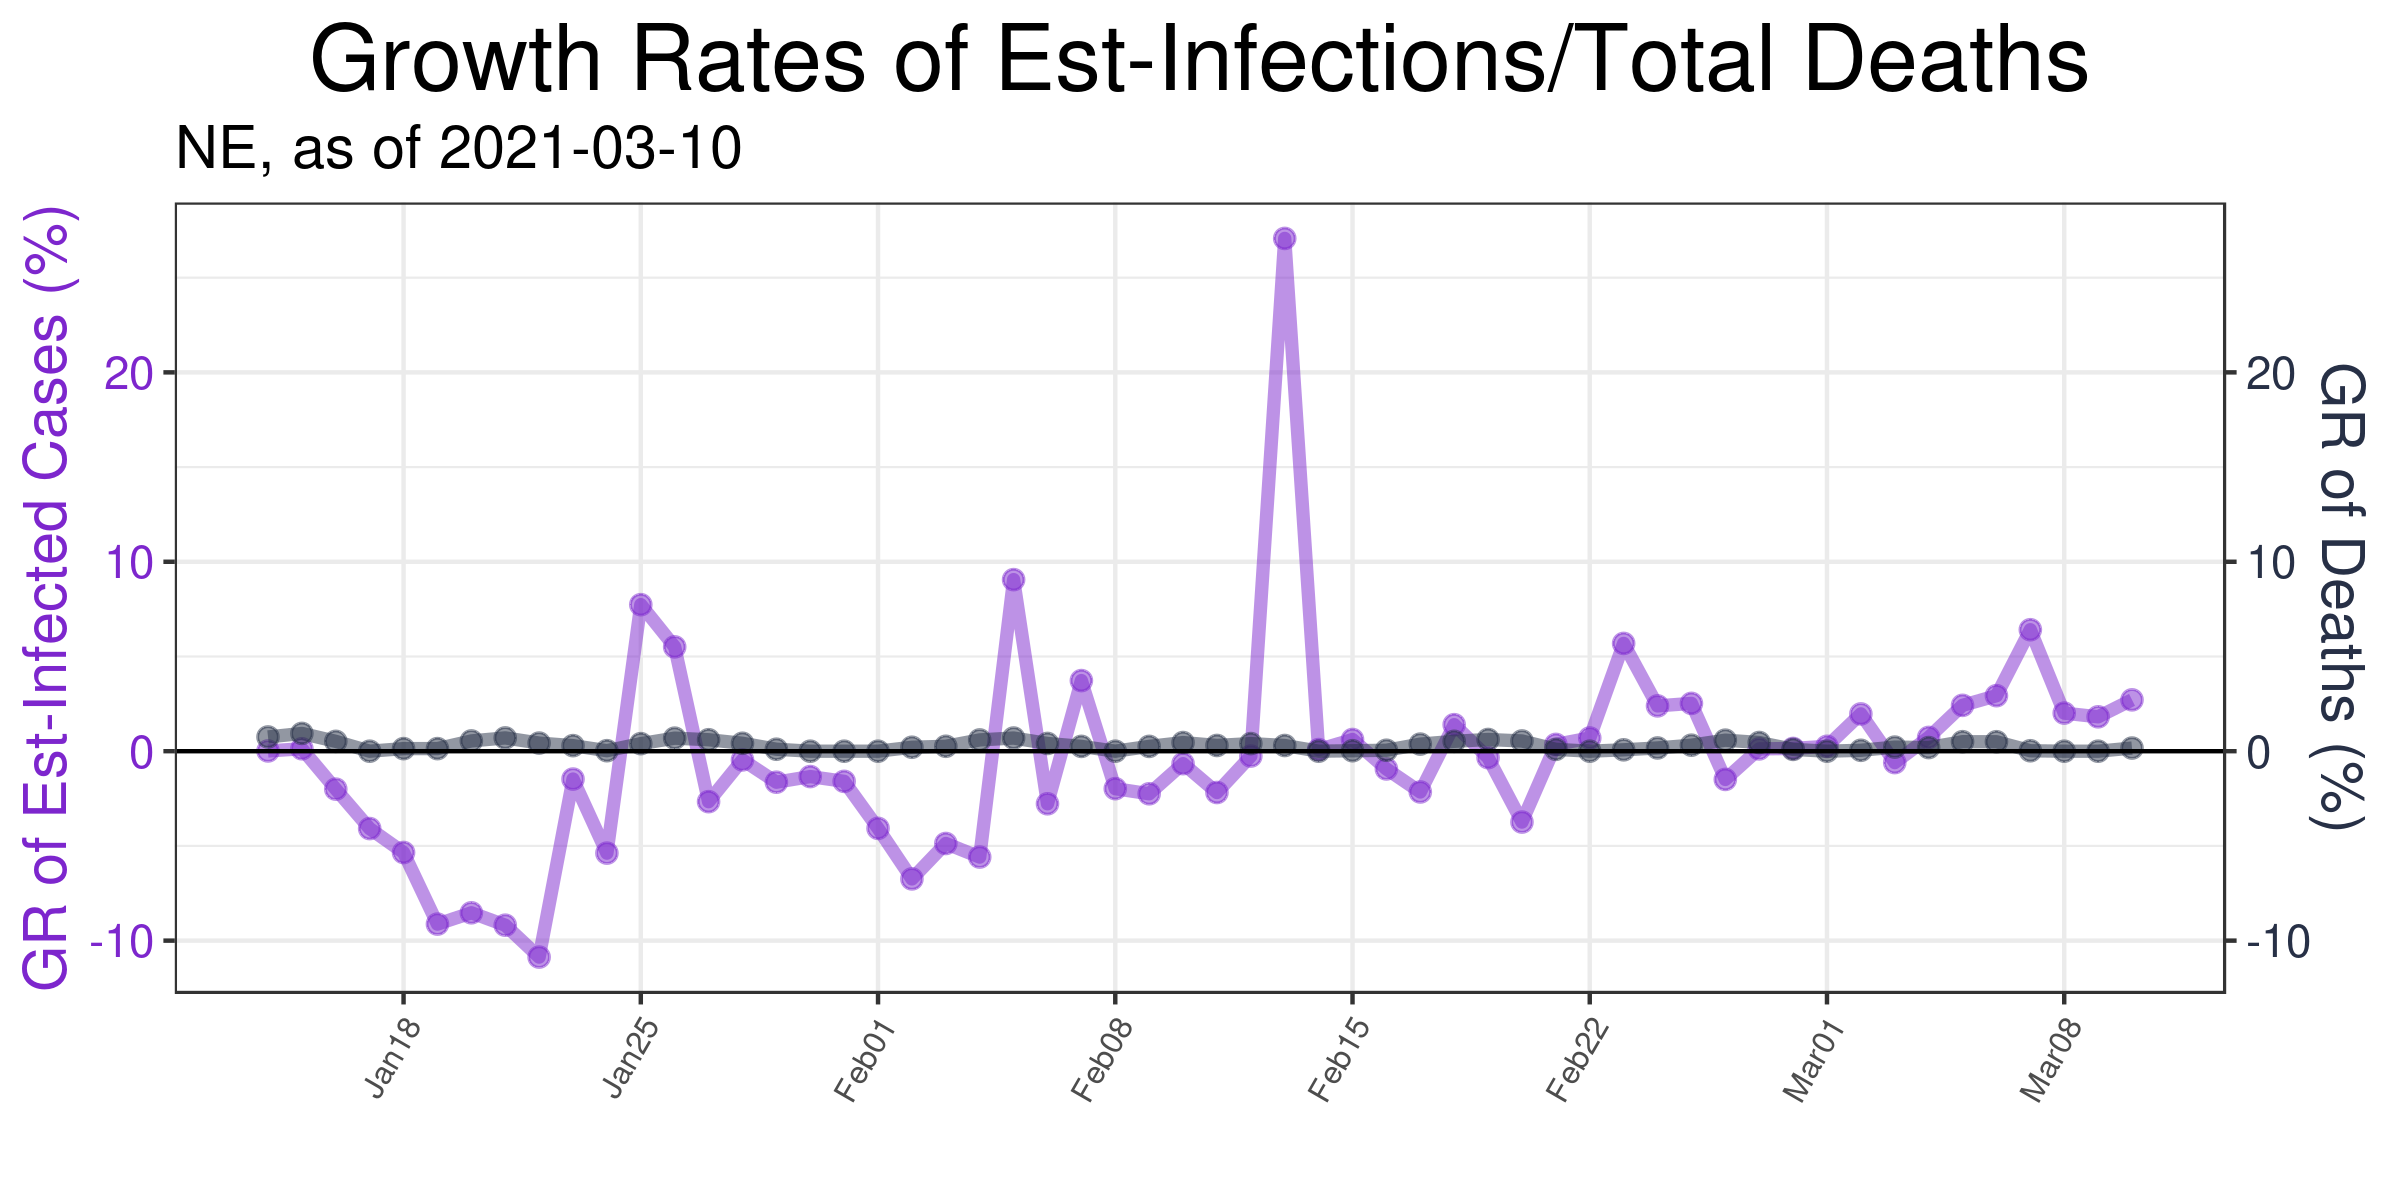 Growth Rates of Est-Infections/Total Deaths
NE, as of 2021-03-10
GR of Est-Infected Cases (%)
20
10
0
-10
20
10
0
-10
GR of Deaths (%)
Jan18
Jan25
Feb01
Feb08
Feb15
Feb22
Mar01
Mar08